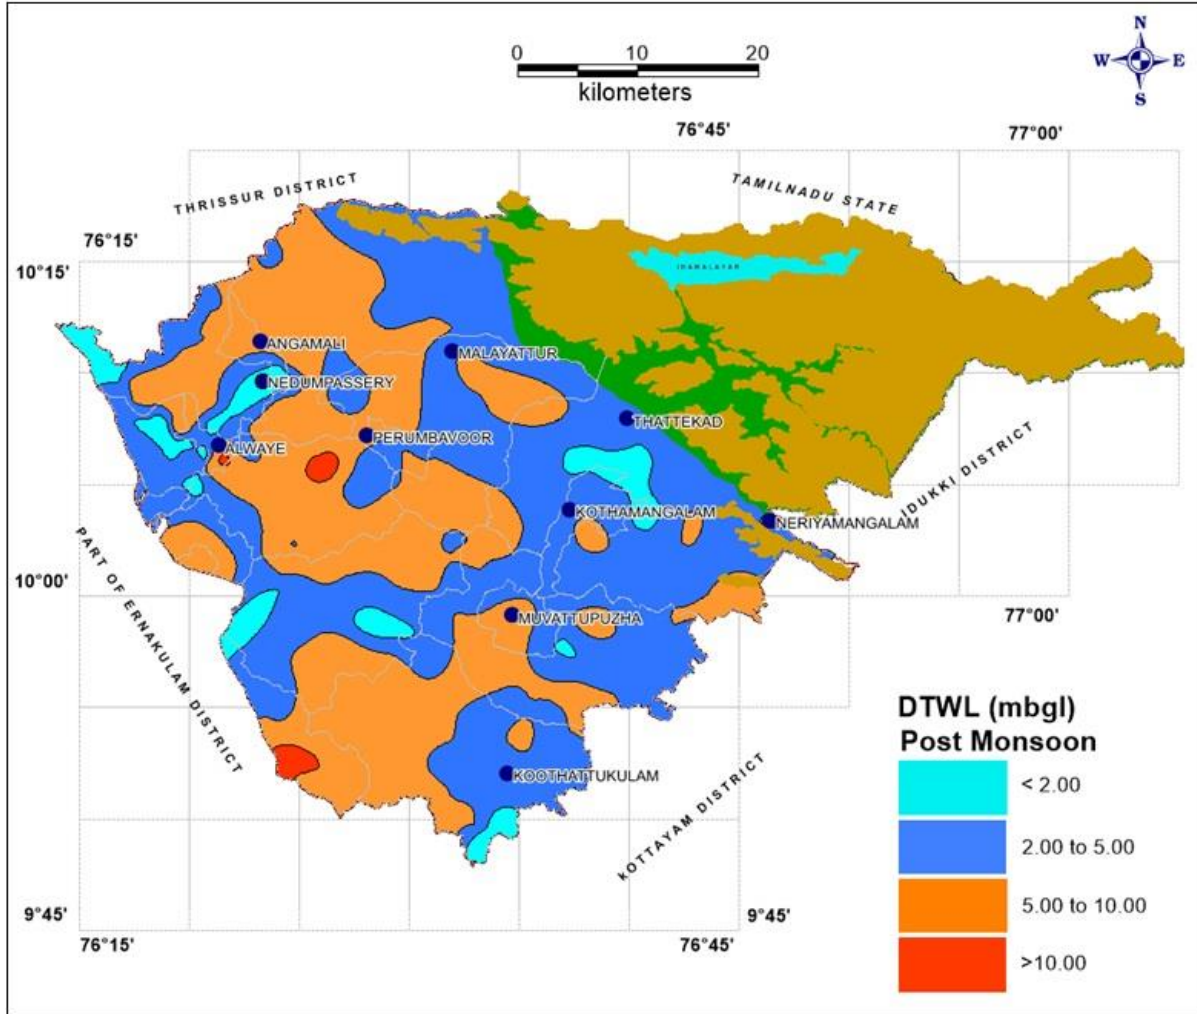 N
W E
S
0 10 20
kilometers
76°45'
77°00'
THRISSUR DISTRICT
TAMILNADU STATE
76°15'
10°15'
IDAMALAYAR
ANGAMALI
MALAYATTUR
NEDUMPASSERY
THATTEKAD
PERUMBAVOOR
ALWAYE
IDUKKI DISTRICT
KOTHAMANGALAM
NERIYAMANGALAM
PART OF ERNAKULAM DISTRICT
10°00'
77°00'
MUVATTUPUZHA
KOOTHATTUKULAM
kOTTAYAM DISTRICT
DTWL (mbgl)
Post Monsoon
< 2.00
2.00 to 5.00
5.00 to 10.00
>10.00
9°45'
9°45'
76°15'
76°45'